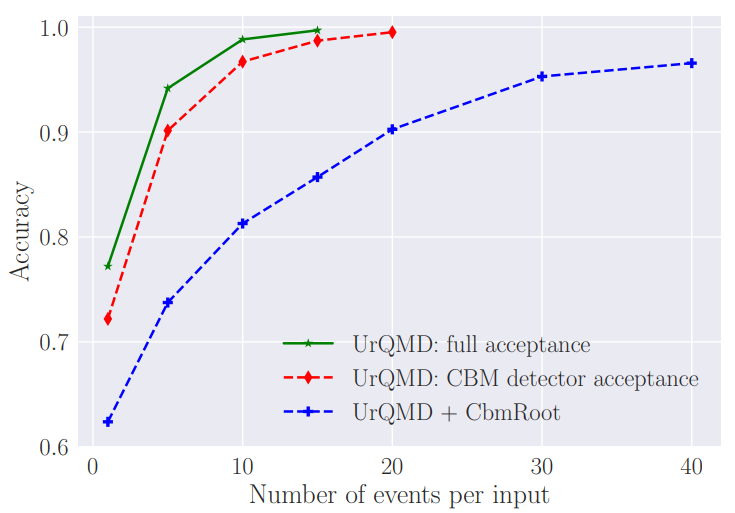 1.0
0.9
0.8
0.7
0.6
Accuracy
UrQMD: full acceptance
UrQMD: CBM detector acceptance
UrQMD + CbmRoot
0 10 20 30 40
Number of events per input